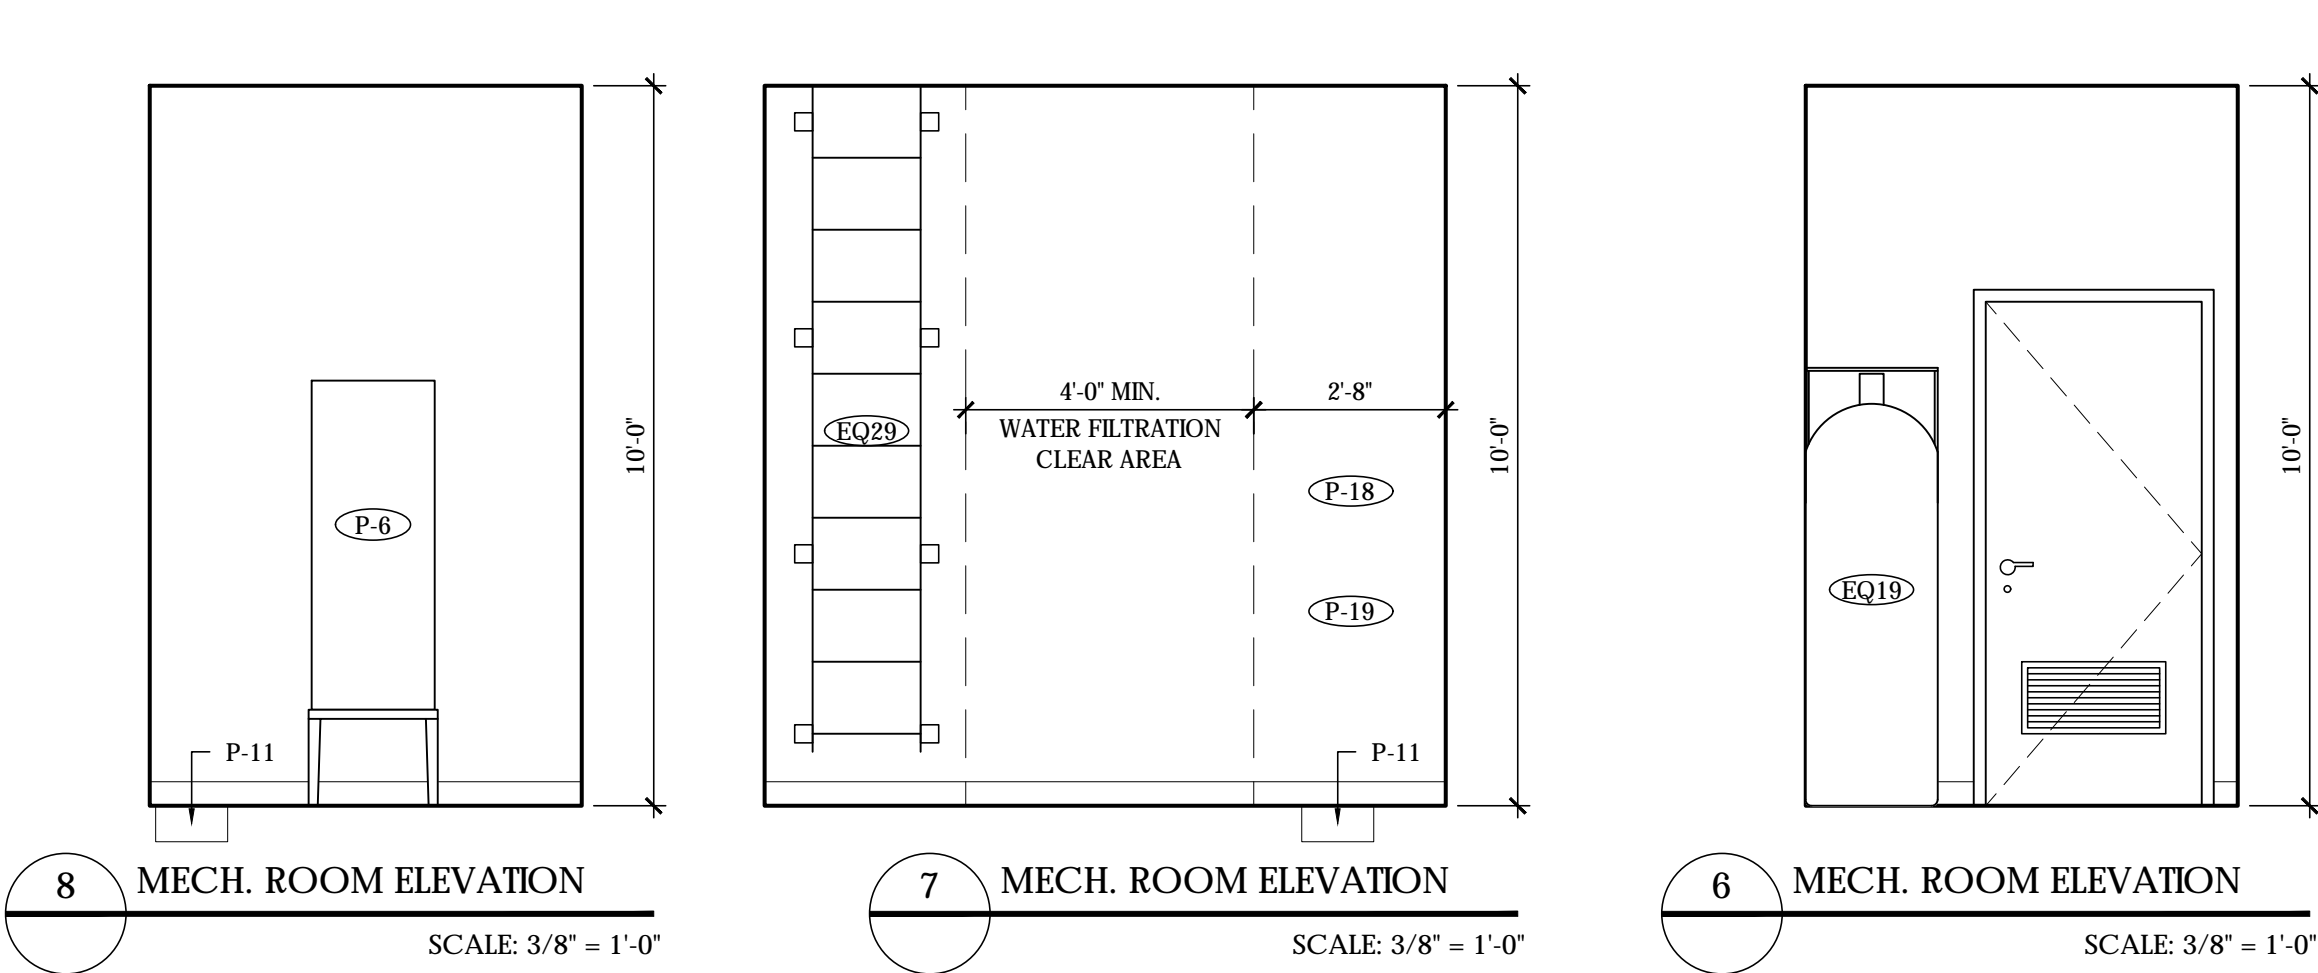 10'-0"
P-6
P-11
8
MECH. ROOM ELEVATION
SCALE: 3/8" = 1'-0"
EQ29
4'-0" MIN.
WATER FILTRATION
CLEAR AREA
2'-8"
10'-0"
P-18
P-19
P-11
7
MECH. ROOM ELEVATION
SCALE: 3/8" = 1'-0"
10'-0"
EQ19
6
MECH. ROOM ELEVATION
SCALE: 3/8" = 1'-0"